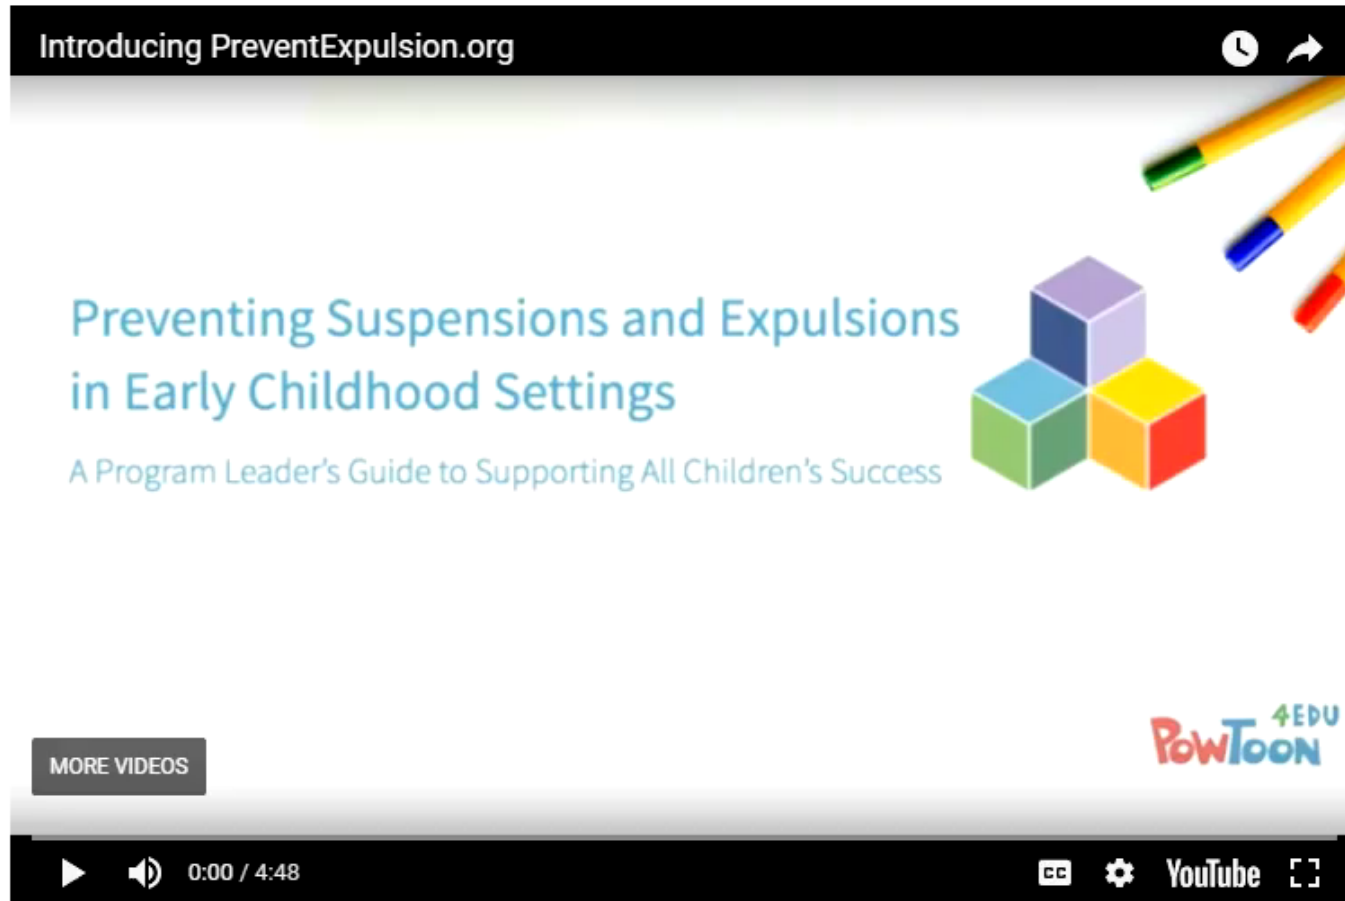 Introducing PreventExpulsion.org
Preventing Suspensions and Expulsions
in Early Childhood Settings
A Program Leader's Guide to Supporting All Children's Success
4EDU
POWTOON
MORE VIDEOS
0:00 / 4:48
CC
YouTube